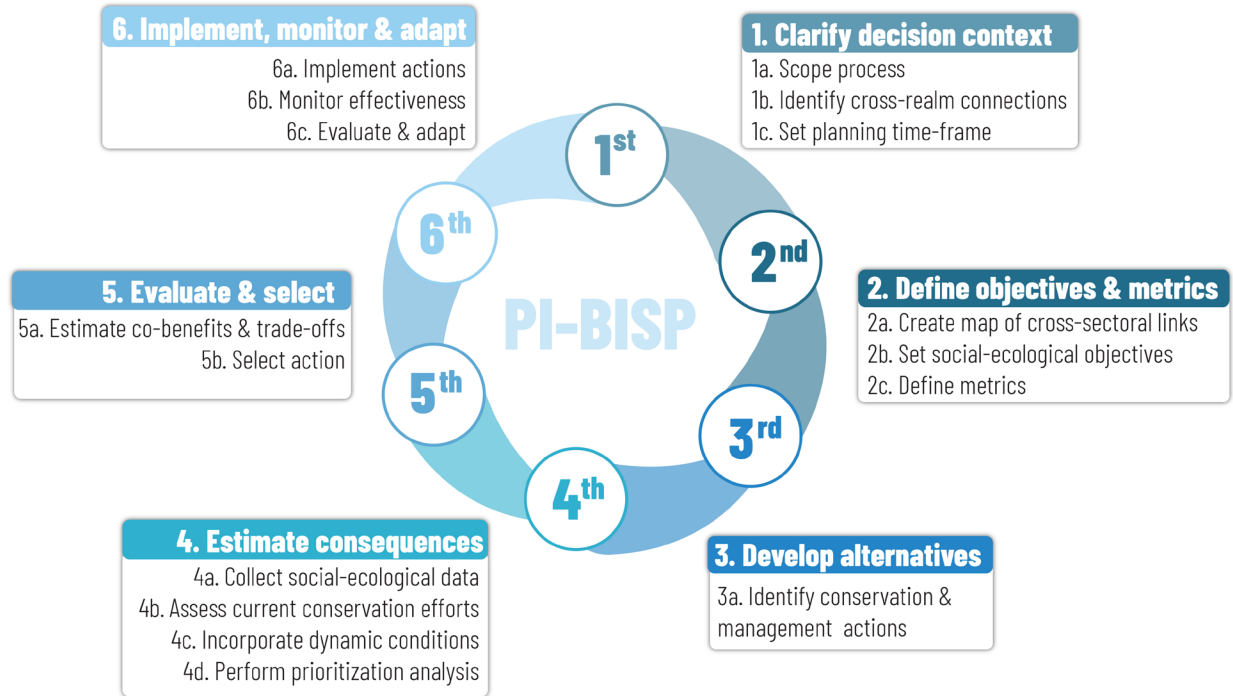 6. Implement, monitor & adapt
6a. Implement actions
6b. Monitor effectiveness
6c. Evaluate & adapt
1. Clarify decision context
1a. Scope process
1b. Identify cross-realm connections
1c. Set planning time-frame
1st
2nd
3rd
4th
5th
6th
PI-BISP
2. Define objectives & metrics
2a. Create map of cross-sectoral links
2b. Set social-ecological objectives
2c. Define metrics
5. Evaluate & select
5a. Estimate co-benefits & trade-offs
5b. Select action
3. Develop alternatives
3a. Identify conservation &
management actions
4. Estimate consequences
4a. Collect social-ecological data
4b. Assess current conservation efforts
4c. Incorporate dynamic conditions
4d. Perform prioritization analysis